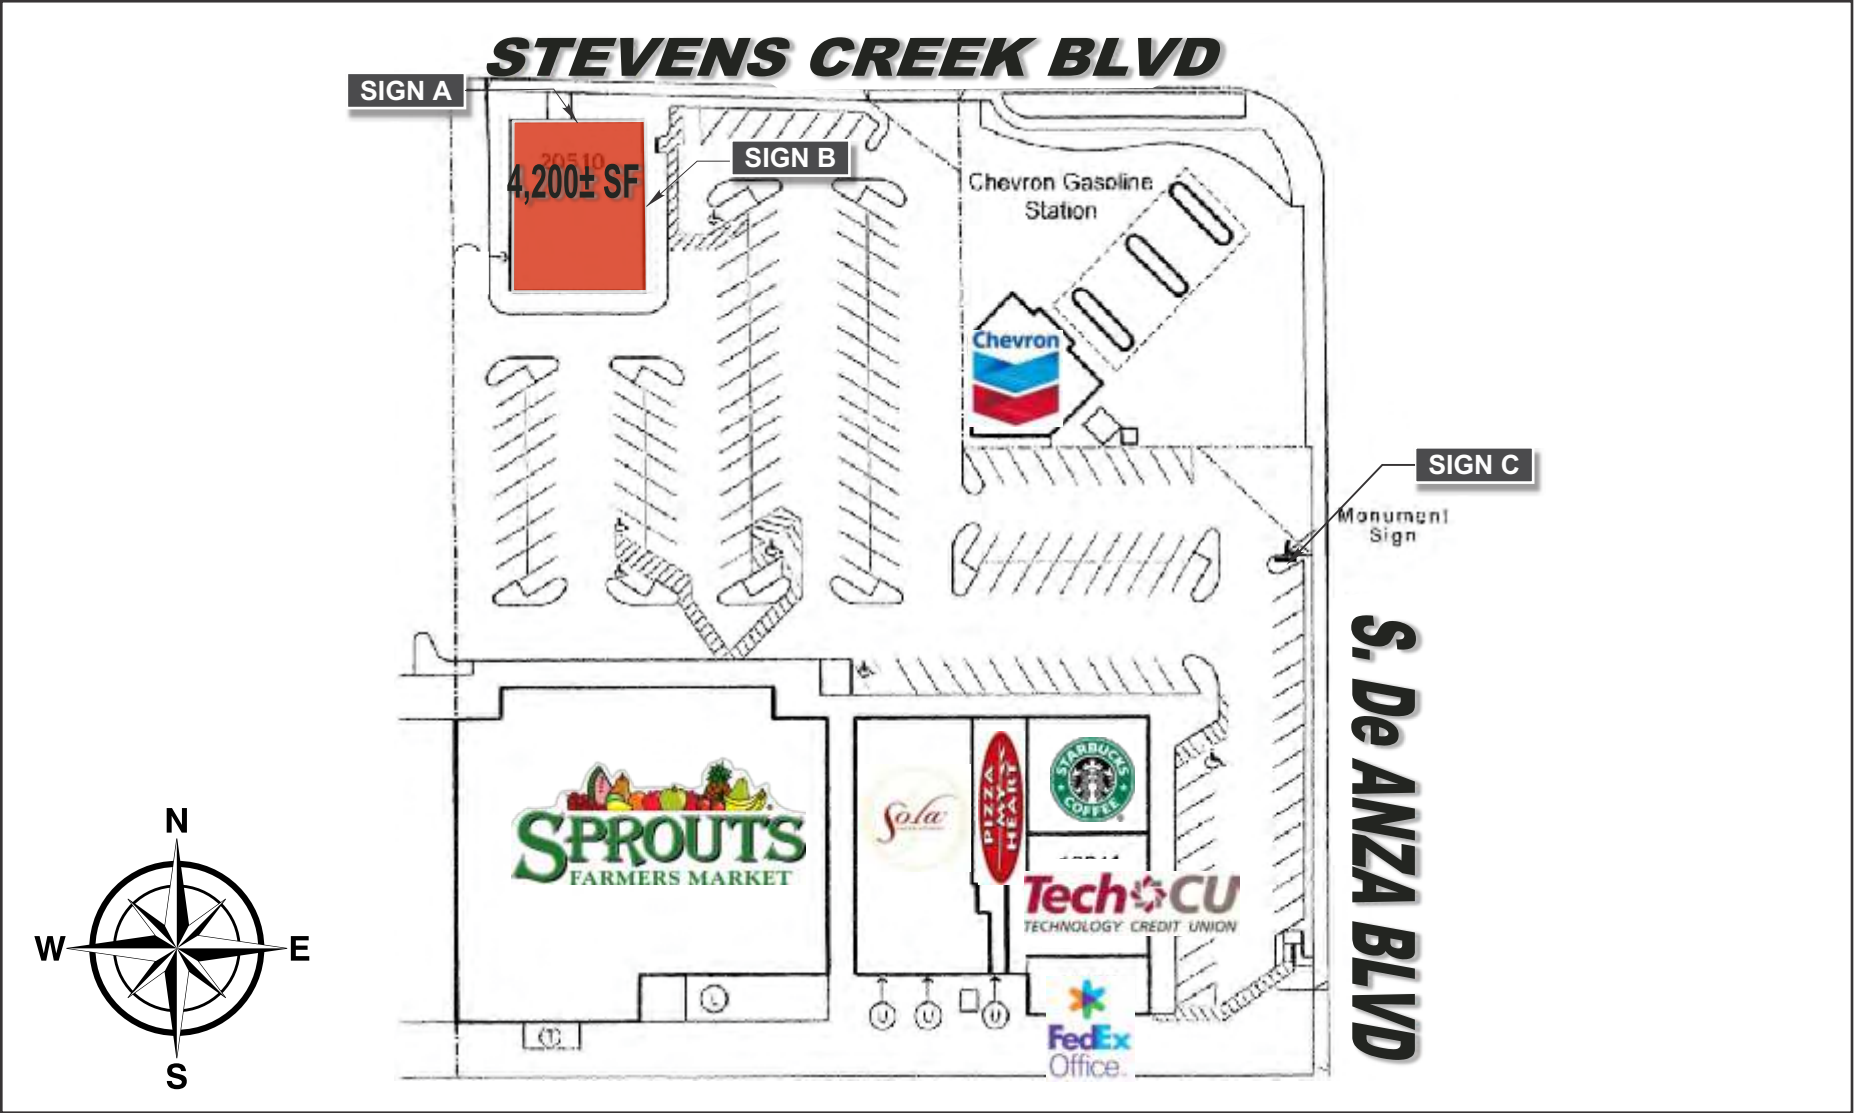 STEVENS CREEK BLVD
SIGN A
20510
4,200± SF
SIGN B
Chevron Gasoline
Station
Chevron
SIGN C
Monument
Sign
S. De ANZA BLVD
SPROUTS
FARMERS MARKET
Sola
PIZZA
MY
HEART
STARBUCKS
COFFEE
Tech CU
TECHNOLOGY CREDIT UNION
FedEx
Office
L
T
U
U
U
N
W
E
S